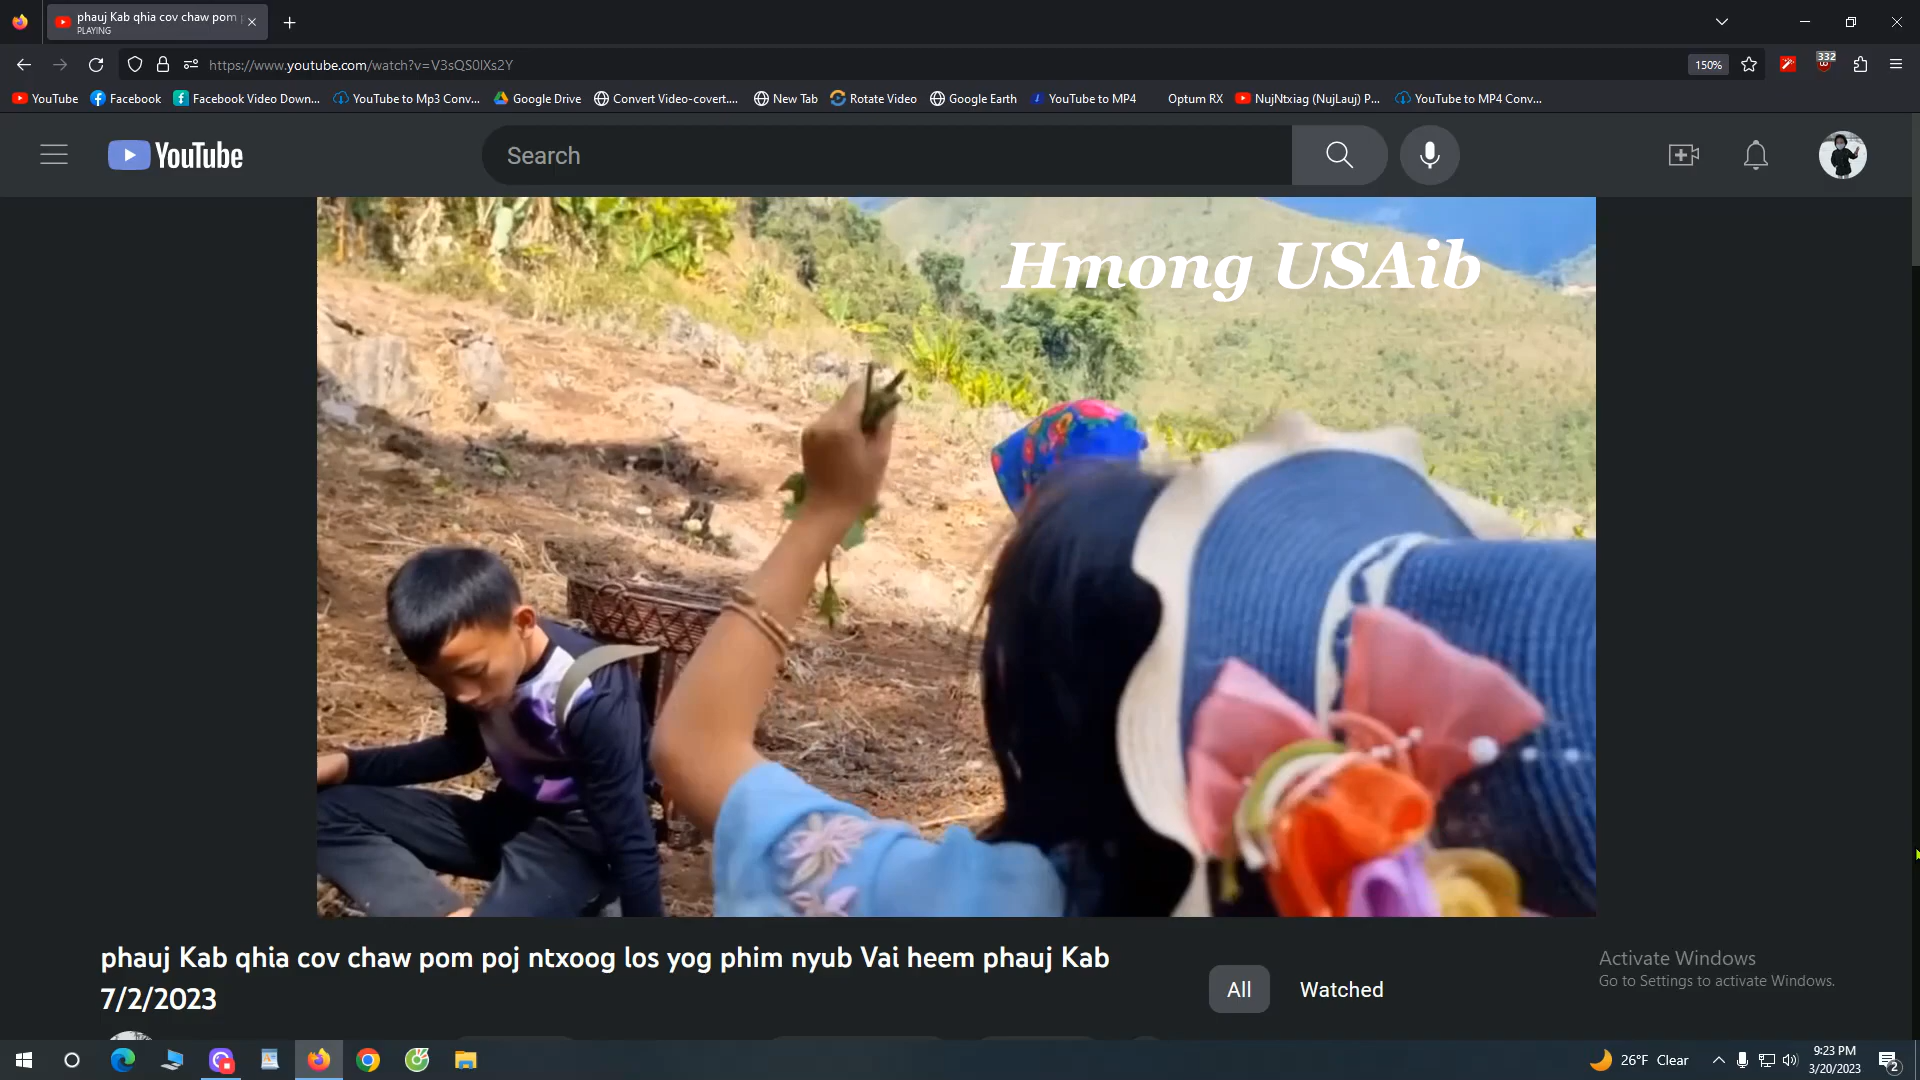 phauj Kab qhia cov chaw pom
PLAYING
https://www.youtube.com/watch?v=V3sQS0lXs2Y
150%
332
YouTube
Facebook
Facebook Video Down...
YouTube to Mp3 Conv...
Google Drive
Convert Video-covert....
New Tab
Rotate Video
Google Earth
YouTube to MP4
Optum RX
NujNtxiag (NujLauj) P...
YouTube to MP4 Conv...
YouTube
Search
Hmong USAib
phauj Kab qhia cov chaw pom poj ntxoog los yog phim nyub Vai heem phauj Kab
7/2/2023
All
Watched
Activate Windows
Go to Settings to activate Windows.
26°F Clear
9:23 PM
3/20/2023
2